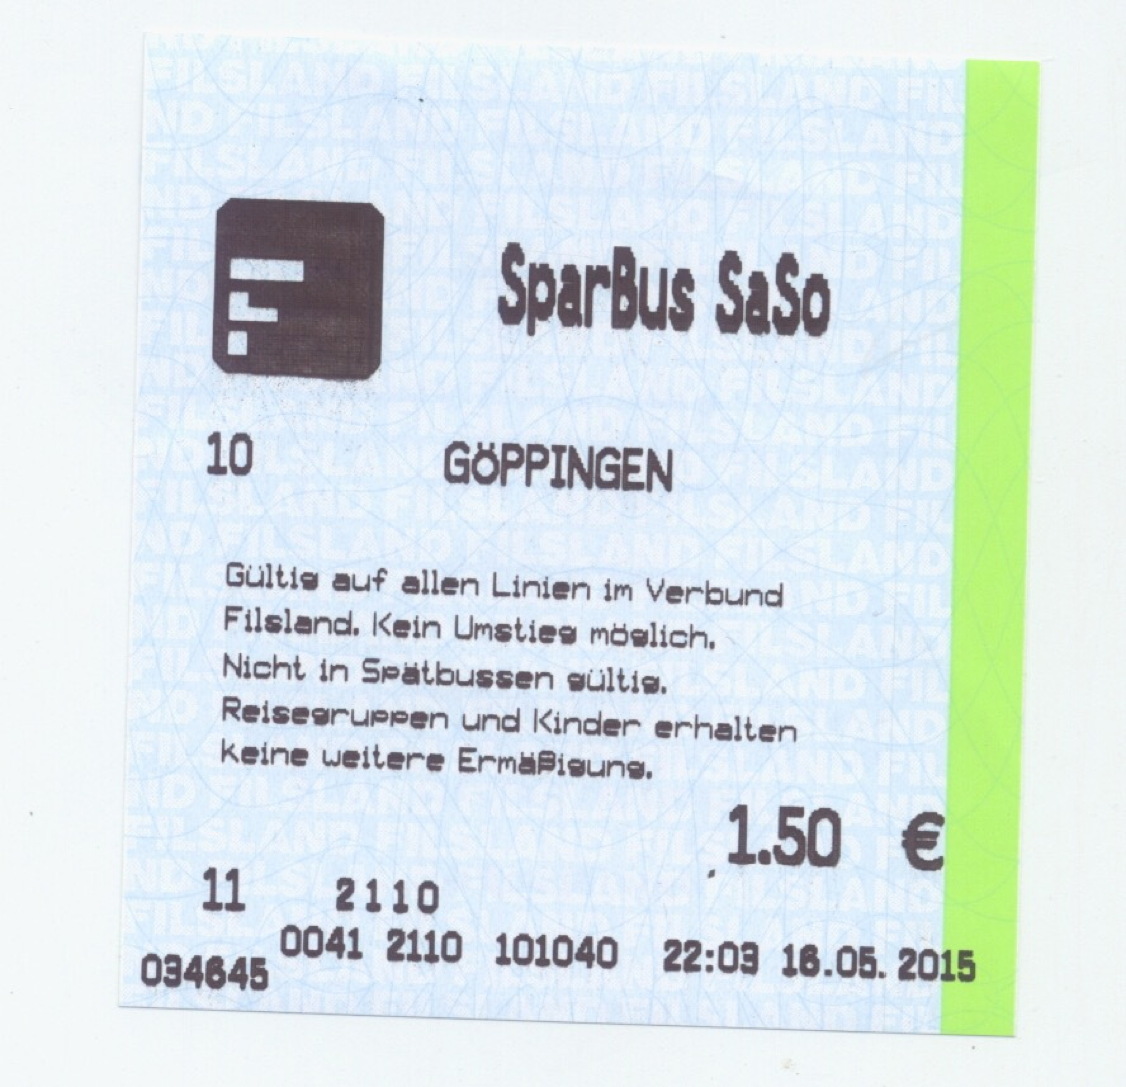 SparBus SaSo
10 GÖPPINGEN
Gültig auf allen Linien im Verbund
Filsland. Kein Umstieg möglich.
Nicht in Spätbussen gültig.
Reisegruppen und Kinder erhalten
keine weitere Ermäßigung.
1.50 €
11 2110
0041 2110 101040 22:03 16.05.2015
034645